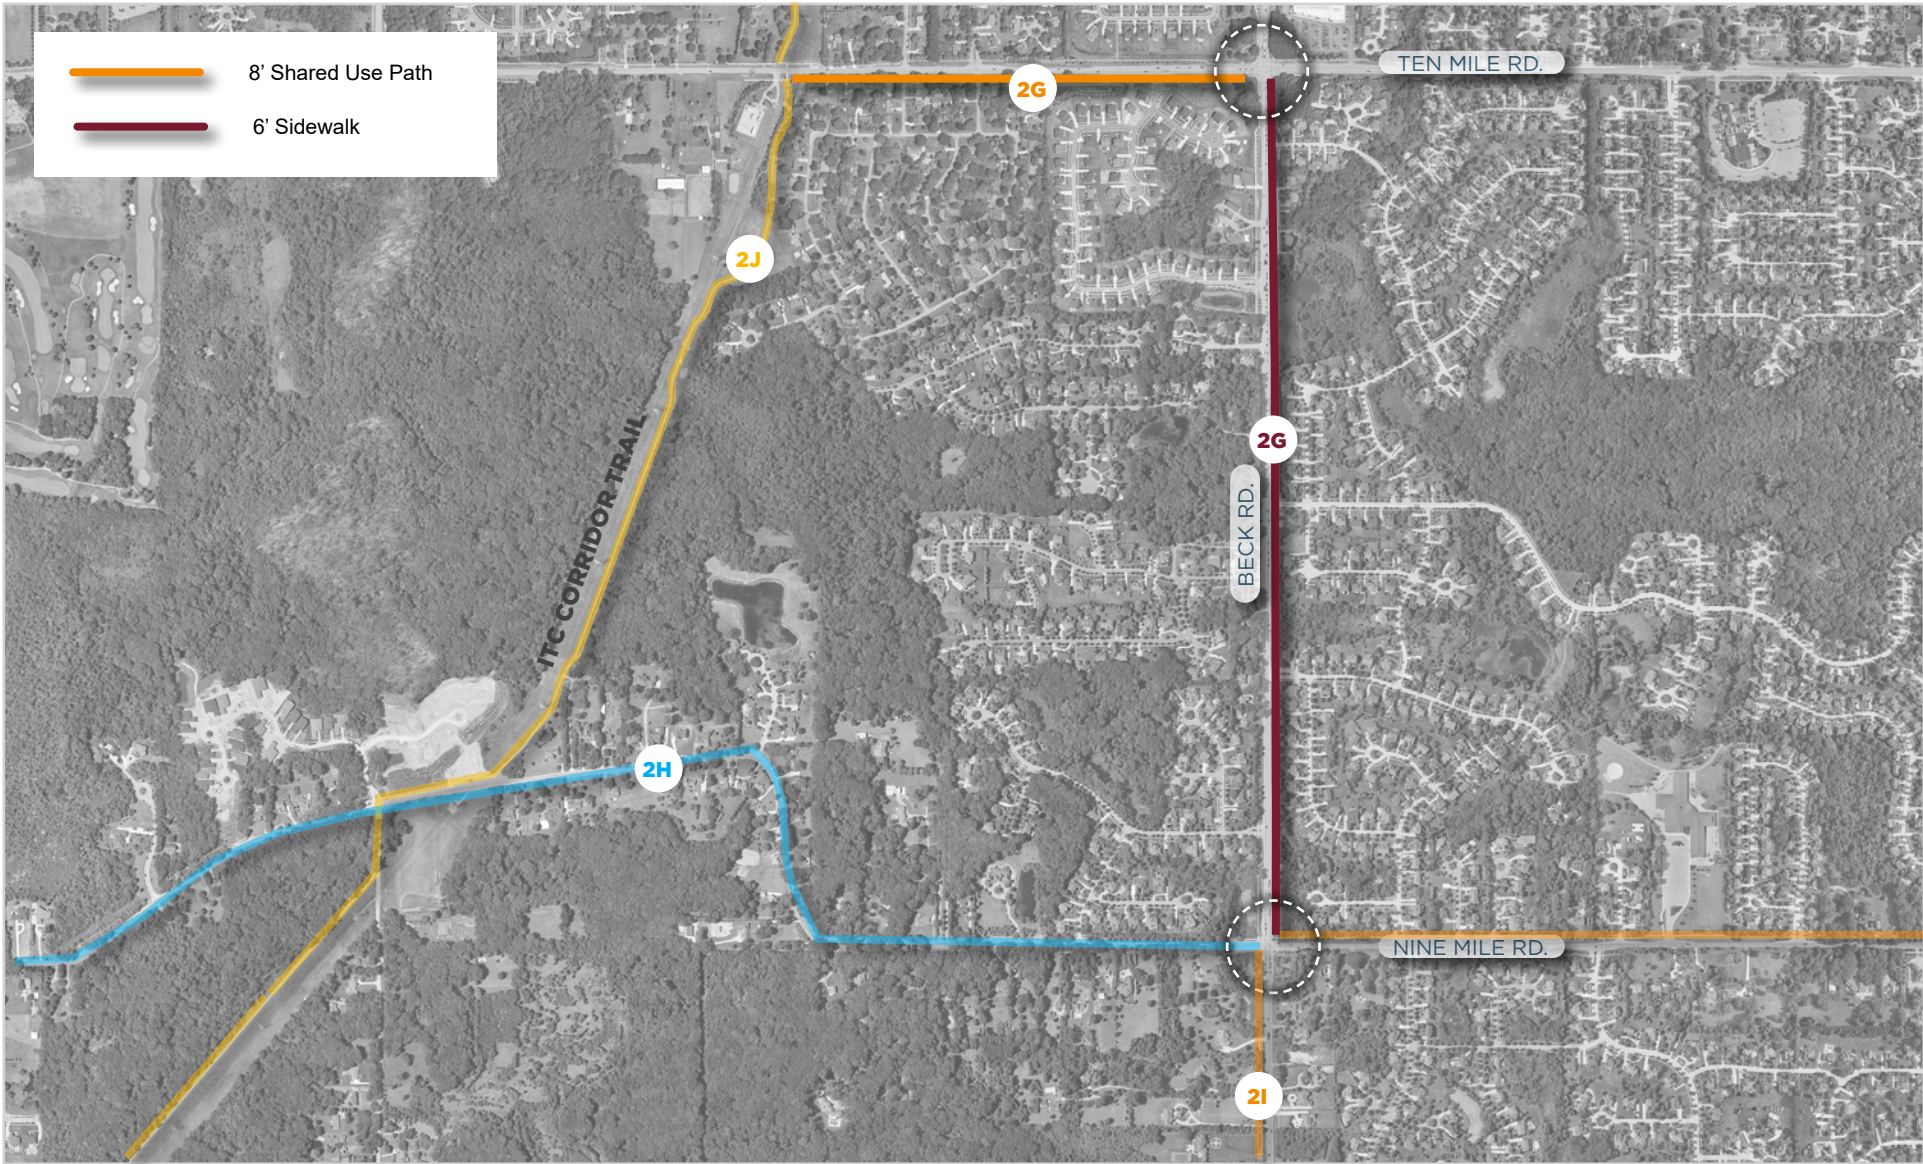 8’ Shared Use Path
6’ Sidewalk
TEN MILE RD.
2G
2J
ITC CORRIDOR TRAIL
2G
BECK RD.
2H
NINE MILE RD.
2I